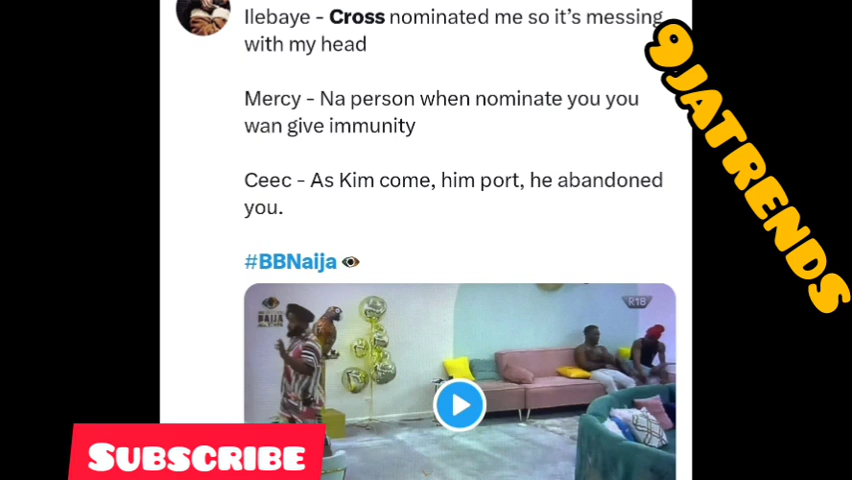 Ilebaye - Cross nominated me so it's messing
with my head
Mercy - Na person when nominate you you
wan give immunity
Ceec - As Kim come, him port, he abandoned
you.
#BBNaija
9JATRENDS
R18
NAIJA
SUBSCRIBE